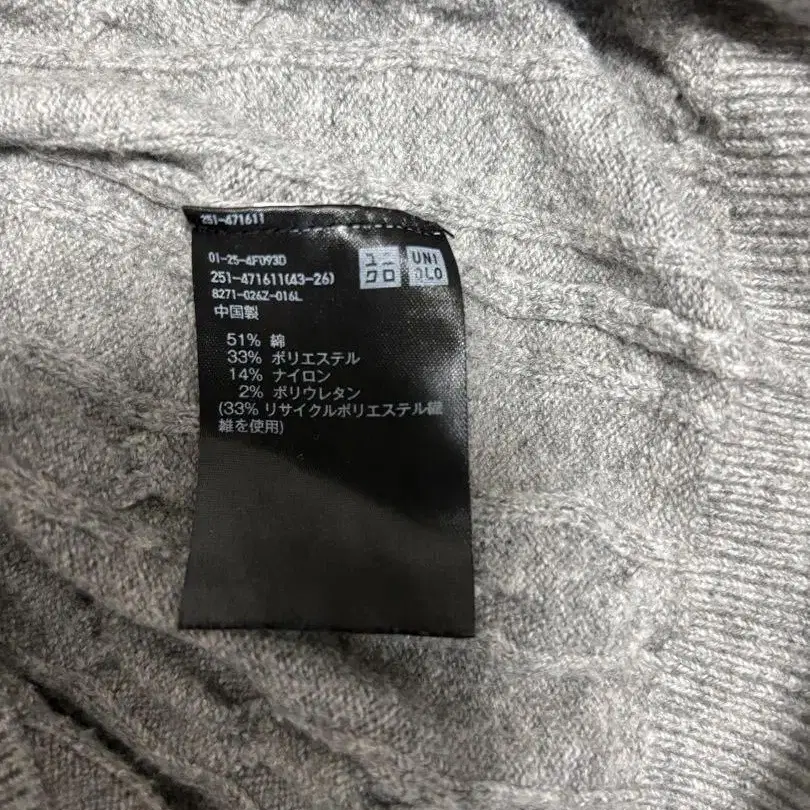 251-471611
01-25-4F093D
251-471611(43-26)
8271-026Z-016L
中国製
ユニ
クロ
UNI
QLO
51% 綿
33% ポリエステル
14% ナイロン
2% ポリウレタン
(33% リサイクルポリエステル繊
維を使用)